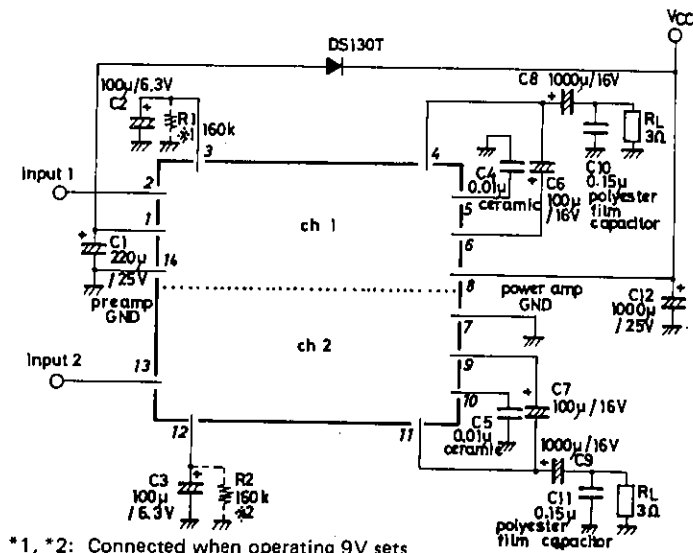 VCC
DS130T
100µ/6.3V
C2
R1
※1
160k
C8 1000µ/16V
RL
3Ω
3
4
Input 1
2
C4
0.01µ
ceramic
C6
100µ
/16V
C10
0.15µ
polyester
film
capacitor
5
1
ch 1
6
C1
220µ
/25V
14
preamp
GND
8
power amp
GND
C12
1000µ
/25V
7
ch 2
Input 2
13
9
10
C7
100µ/16V
C5
0.01µ
ceramic
12
11
1000µ/16V
C9
C3
100µ
/6.3V
R2
160k
※2
C11
0.15µ
polyester
film capacitor
RL
3Ω
*1, *2: Connected when operating 9V sets